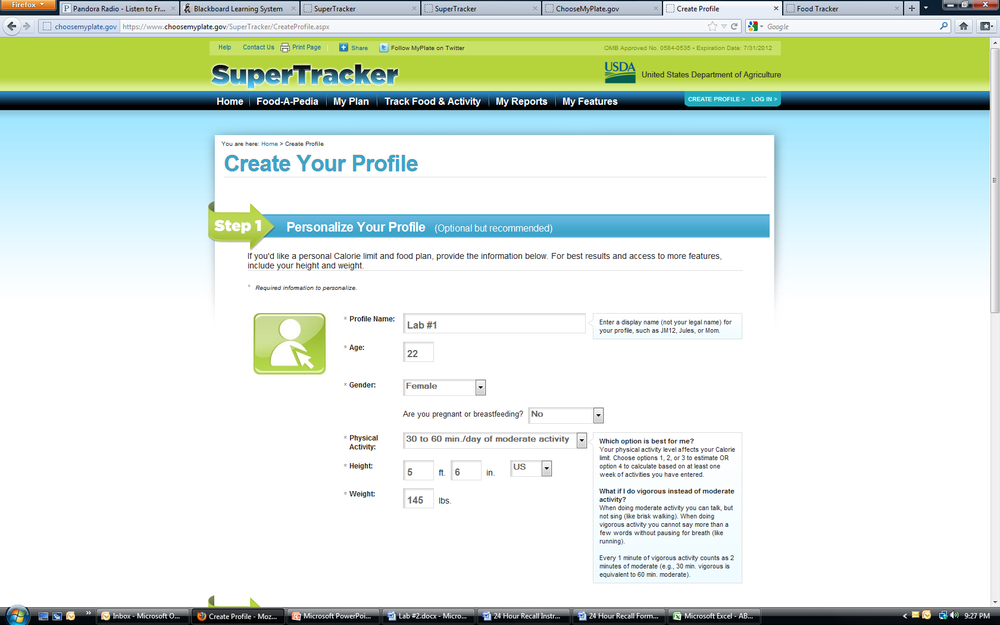 Firefox
Pandora Radio - Listen to Fr...
Blackboard Learning System
SuperTracker
SuperTracker
ChooseMyPlate.gov
Create Profile
Food Tracker
choosemyplate.gov
https://www.choosemyplate.gov/SuperTracker/CreateProfile.aspx
Google
Help
Contact Us
Print Page
Share
Follow MyPlate on Twitter
OMB Approved No. 0584-0535 • Expiration Date: 7/31/2012
SuperTracker
USDA
United States Department of Agriculture
Home
Food-A-Pedia
My Plan
Track Food & Activity
My Reports
My Features
CREATE PROFILE >
LOG IN >
You are here: Home > Create Profile
Create Your Profile
Step 1
Personalize Your Profile (Optional but recommended)
If you'd like a personal Calorie limit and food plan, provide the information below. For best results and access to more features,
include your height and weight.
* Required information to personalize.
* Profile Name:
Lab #1
Enter a display name (not your legal name) for
your profile, such as JM12, Jules, or Mom.
* Age:
22
* Gender:
Female
Are you pregnant or breastfeeding?
No
* Physical
Activity:
30 to 60 min./day of moderate activity
* Height:
5 ft. 6 in.
US
* Weight:
145 lbs.
Which option is best for me?
Your physical activity level affects your Calorie
limit. Choose options 1, 2, or 3 to estimate OR
option 4 to calculate based on at least one
week of activities you have entered.
What if I do vigorous instead of moderate
activity?
When doing moderate activity you can talk, but
not sing (like brisk walking). When doing
vigorous activity you cannot say more than a
few words without pausing for breath (like
running).
Every 1 minute of vigorous activity counts as 2
minutes of moderate (e.g., 30 min. vigorous is
equivalent to 60 min. moderate).
Inbox - Microsoft O...
Create Profile - Moz...
Microsoft PowerPoi...
Lab #2.docx - Micro...
24 Hour Recall Instr...
24 Hour Recall Form...
Microsoft Excel - AB...
9:27 PM